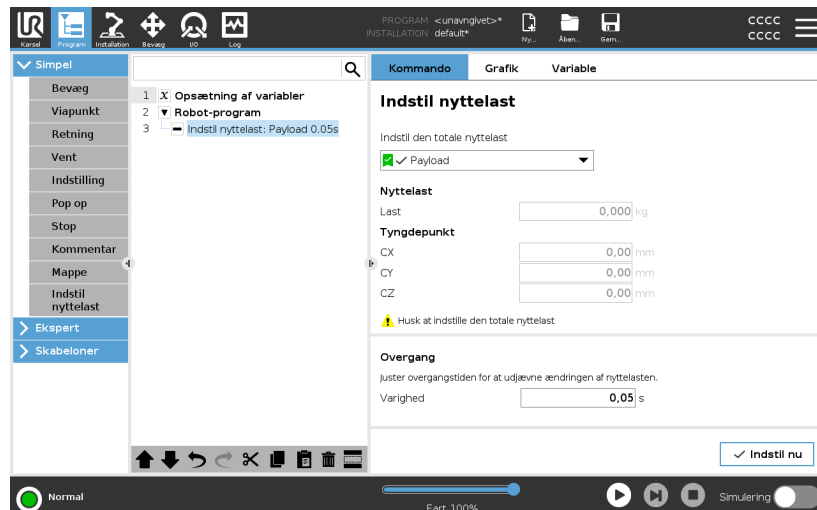 UR
Kørsel
Program
Installation
Bevæg
I/O
Log
PROGRAM <unavngivet>*
INSTALLATION default*
Ny...
Åben...
Gem...
cccc
cccc
Simpel
Bevæg
Viapunkt
Retning
Vent
Indstilling
Pop op
Stop
Kommentar
Mappe
Indstil
nyttelast
Ekspert
Skabeloner
1 X Opsætning af variabler
2 Robot-program
3 Indstil nyttelast: Payload 0.05s
Kommando Grafik Variable
Indstil nyttelast
Indstil den totale nyttelast
Payload
Nyttelast
Last 0,000 kg
Tyngdepunkt
CX 0,00 mm
CY 0,00 mm
CZ 0,00 mm
Husk at indstille den totale nyttelast
Overgang
Juster overgangstiden for at udjævne ændringen af nyttelasten.
Varighed 0,05 s
Indstil nu
Normal
Fart 100%
Simulering